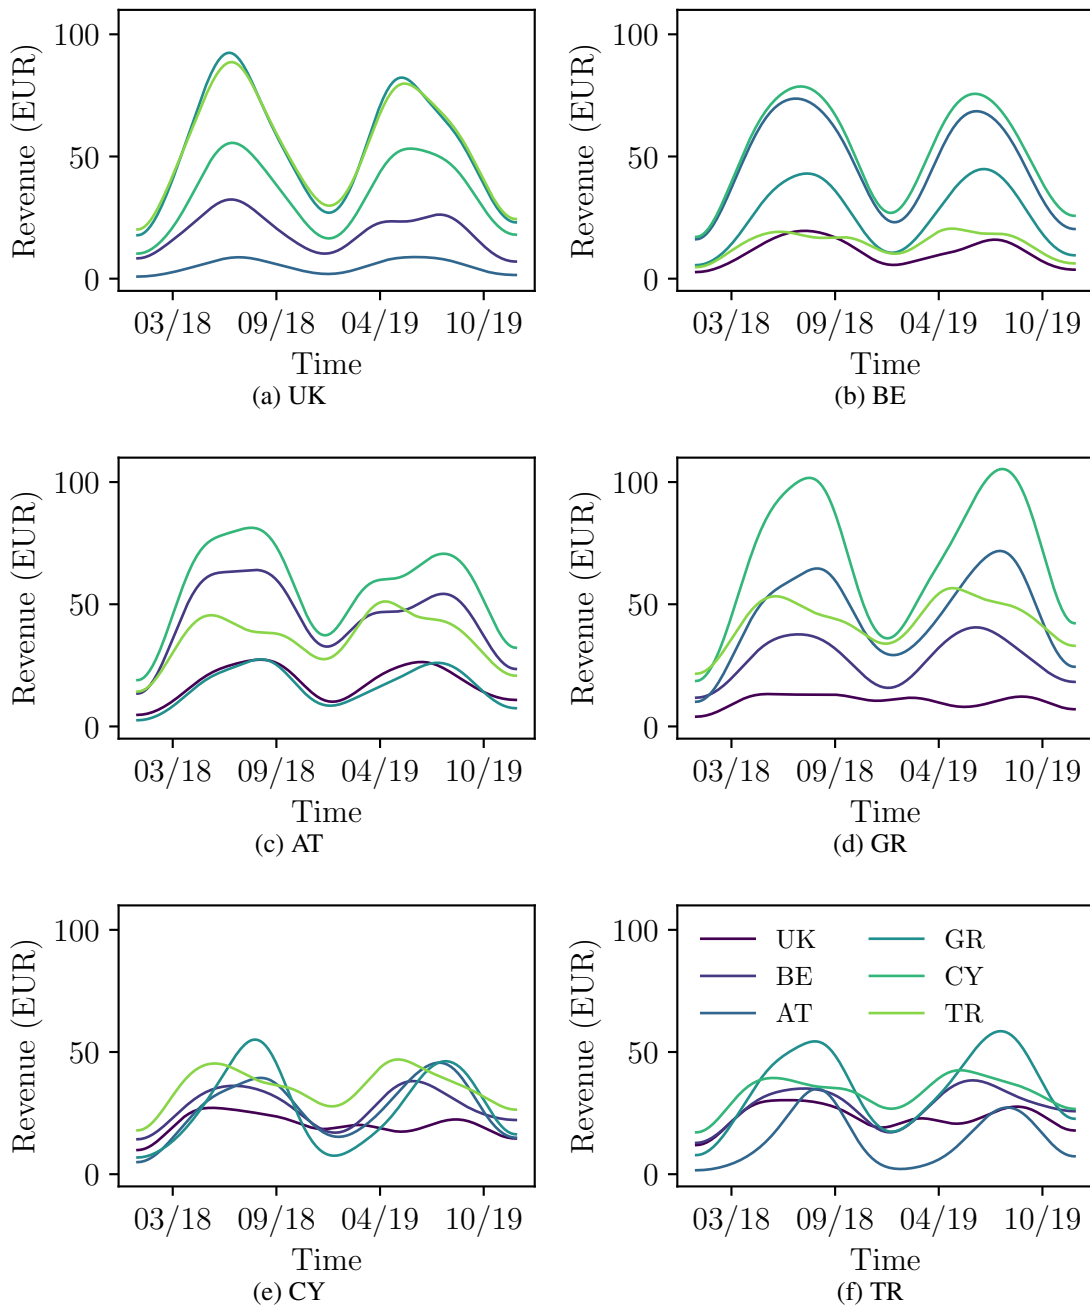 100
50
0
Revenue (EUR)
03/18 09/18 04/19 10/19
Time
(a) UK
100
50
0
Revenue (EUR)
03/18 09/18 04/19 10/19
Time
(b) BE
100
50
0
Revenue (EUR)
03/18 09/18 04/19 10/19
Time
(c) AT
100
50
0
Revenue (EUR)
03/18 09/18 04/19 10/19
Time
(d) GR
100
50
0
Revenue (EUR)
03/18 09/18 04/19 10/19
Time
(e) CY
100
50
0
Revenue (EUR)
UK GR
BE CY
AT TR
03/18 09/18 04/19 10/19
Time
(f) TR